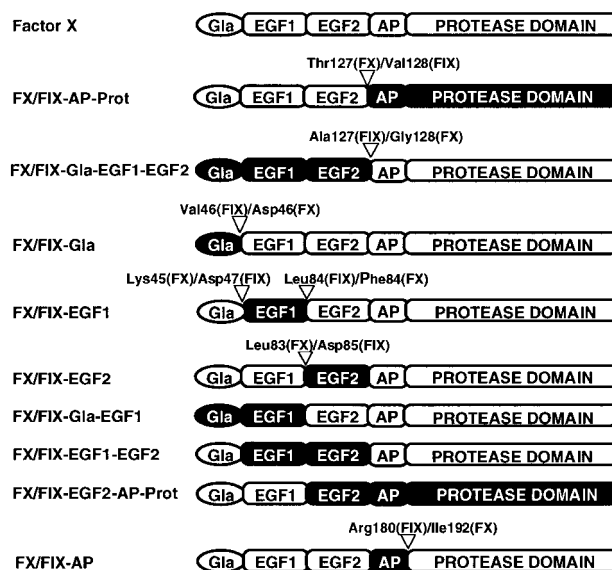 Factor X Gla EGF1 EGF2 AP PROTEASE DOMAIN
Thr127(FX)/Val128(FIX)
FX/FIX-AP-Prot Gla EGF1 EGF2 AP PROTEASE DOMAIN
Ala127(FIX)/Gly128(FX)
FX/FIX-Gla-EGF1-EGF2 Gla EGF1 EGF2 AP PROTEASE DOMAIN
Val46(FIX)/Asp46(FX)
FX/FIX-Gla Gla EGF1 EGF2 AP PROTEASE DOMAIN
Lys45(FX)/Asp47(FIX) Leu84(FIX)/Phe84(FX)
FX/FIX-EGF1 Gla EGF1 EGF2 AP PROTEASE DOMAIN
Leu83(FX)/Asp85(FIX)
FX/FIX-EGF2 Gla EGF1 EGF2 AP PROTEASE DOMAIN
FX/FIX-Gla-EGF1 Gla EGF1 EGF2 AP PROTEASE DOMAIN
FX/FIX-EGF1-EGF2 Gla EGF1 EGF2 AP PROTEASE DOMAIN
FX/FIX-EGF2-AP-Prot Gla EGF1 EGF2 AP PROTEASE DOMAIN
Arg180(FIX)/Ile192(FX)
FX/FIX-AP Gla EGF1 EGF2 AP PROTEASE DOMAIN